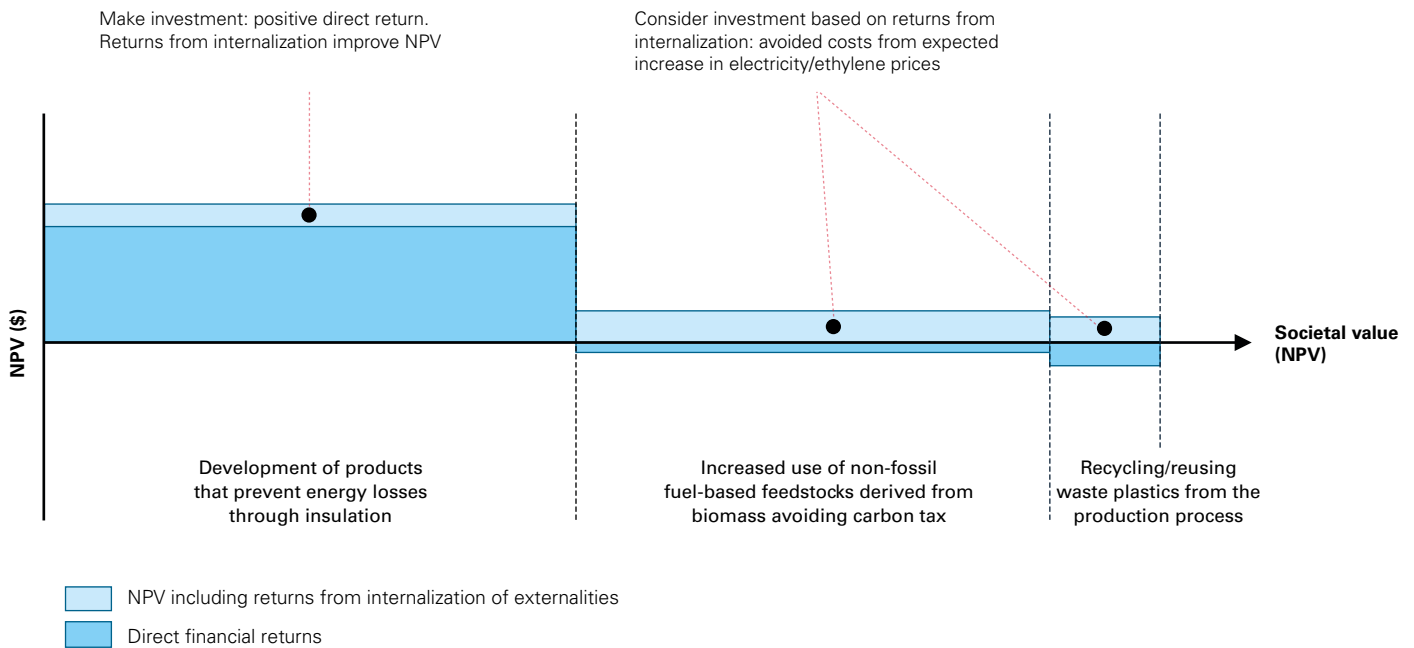 Make investment: positive direct return.
Returns from internalization improve NPV
Consider investment based on returns from
internalization: avoided costs from expected
increase in electricity/ethylene prices
NPV ($)
Societal value
(NPV)
Development of products
that prevent energy losses
through insulation
Increased use of non-fossil
fuel-based feedstocks derived from
biomass avoiding carbon tax
Recycling/reusing
waste plastics from the
production process
NPV including returns from internalization of externalities
Direct financial returns